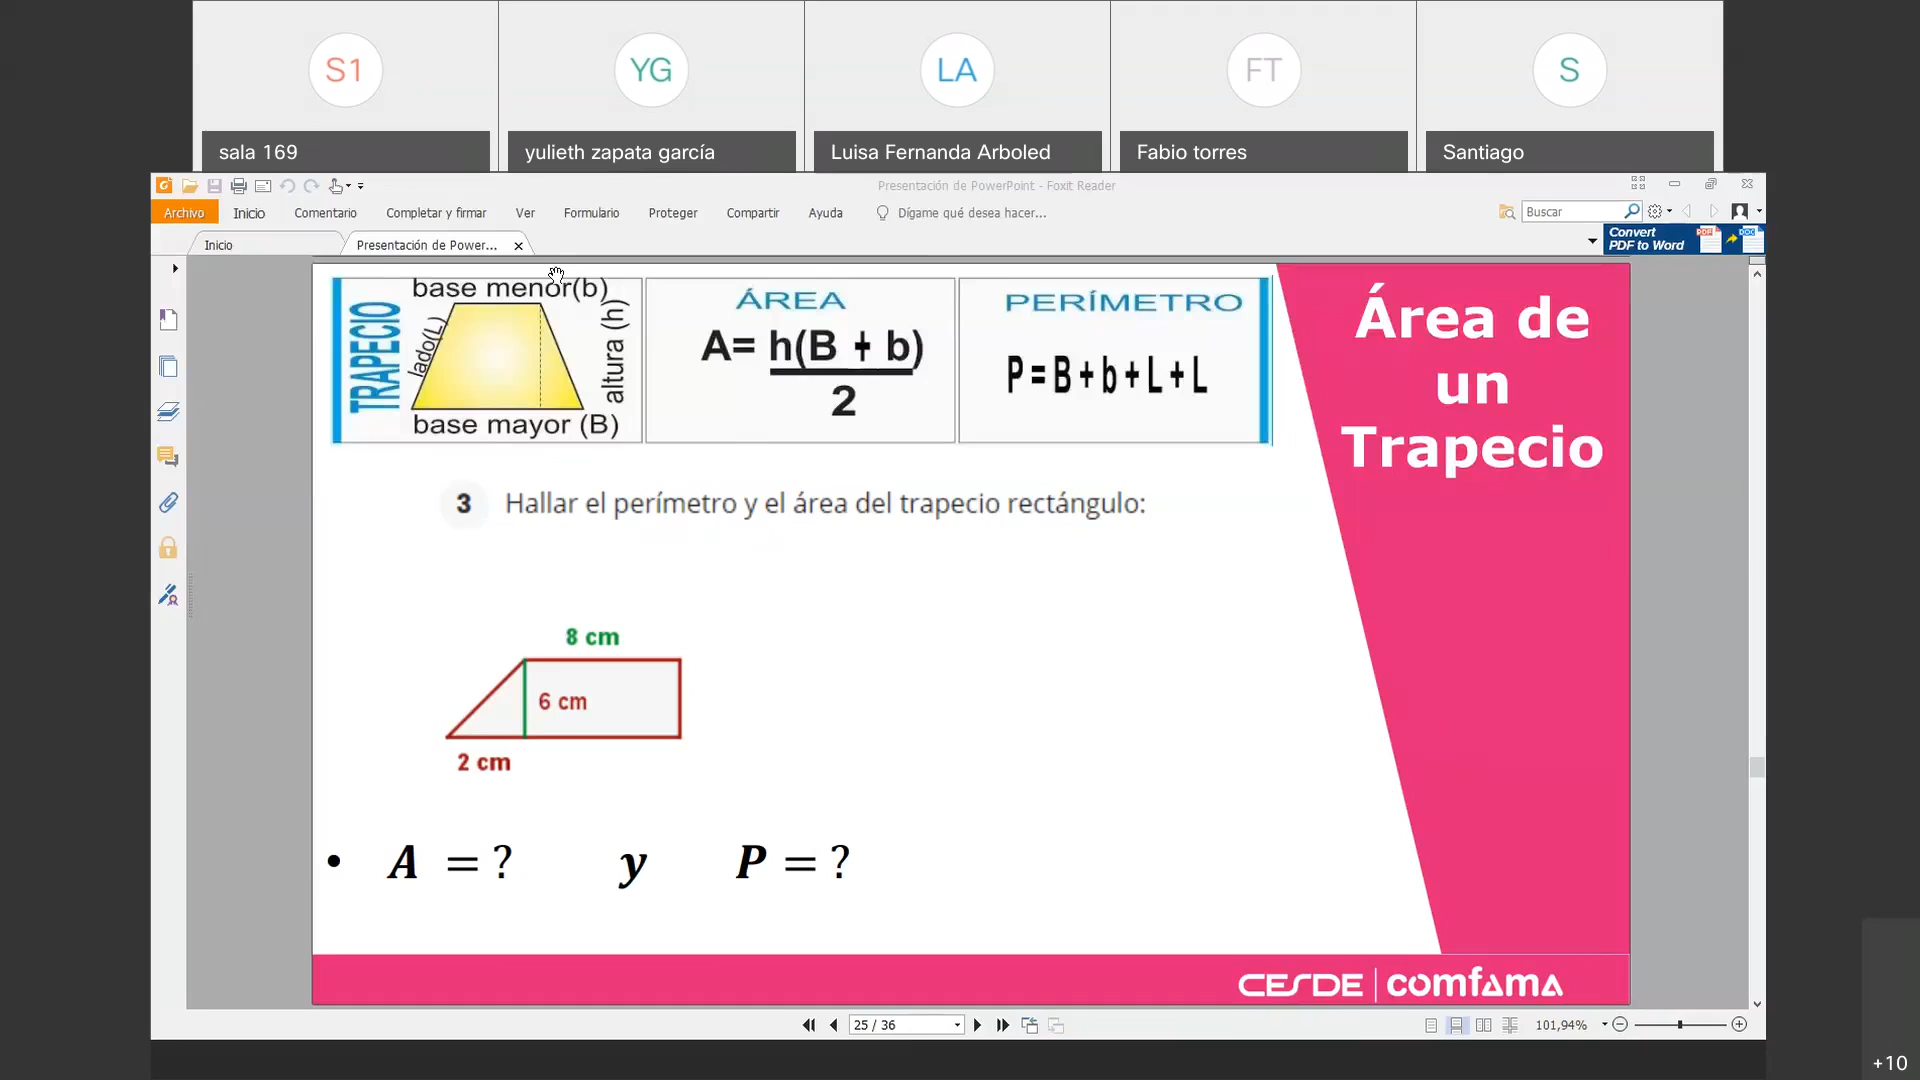 S1
YG
LA
FT
S
sala 169
yulieth zapata garcía
Luisa Fernanda Arboled
Fabio torres
Santiago
Presentación de PowerPoint - Foxit Reader
Archivo
Inicio
Comentario
Completar y firmar
Ver
Formulario
Proteger
Compartir
Ayuda
Dígame qué desea hacer...
Buscar
Inicio
Presentación de Power...
Convert
PDF to Word
PDF
DOC
TRAPECIO
base menor(b)
lado(L)
altura (h)
base mayor (B)
ÁREA
A= h(B + b)
2
PERÍMETRO
P=B+b+L+L
Área de
un
Trapecio
3 Hallar el perímetro y el área del trapecio rectángulo:
8 cm
6 cm
2 cm
• A = ? y P = ?
CESDE | comfama
25 / 36
101,94%
+10